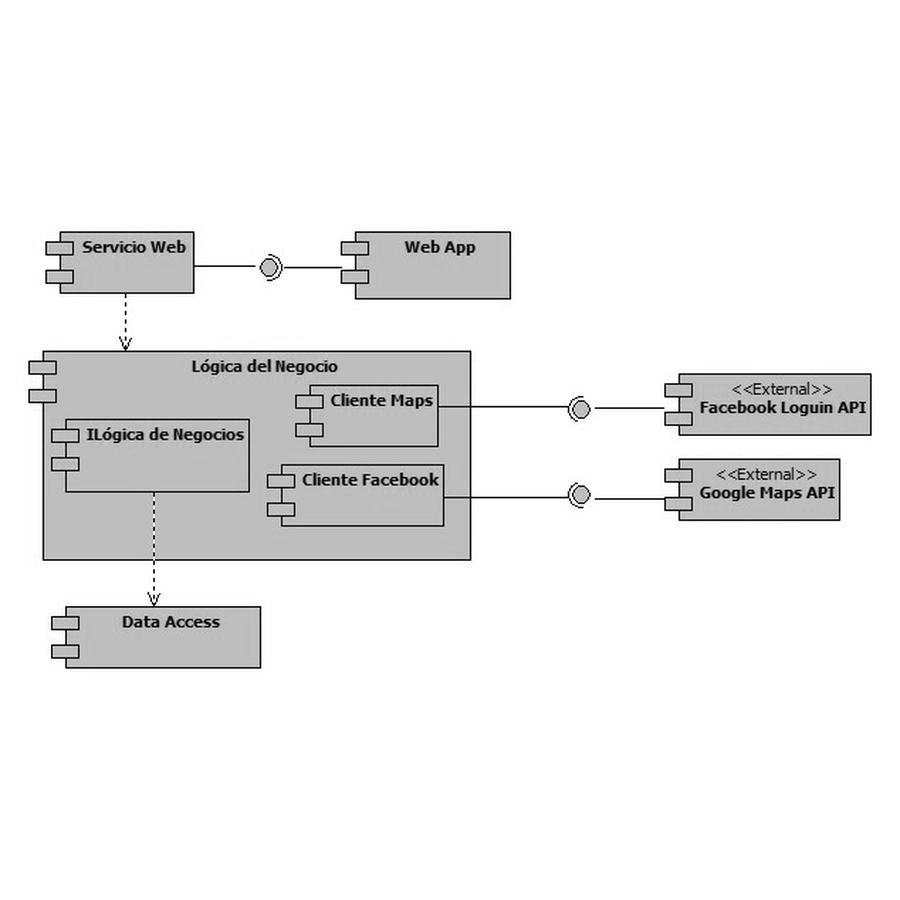 Servicio Web
Web App
Lógica del Negocio
Cliente Maps
ILógica de Negocios
Cliente Facebook
<<External>>
Facebook Loguin API
<<External>>
Google Maps API
Data Access